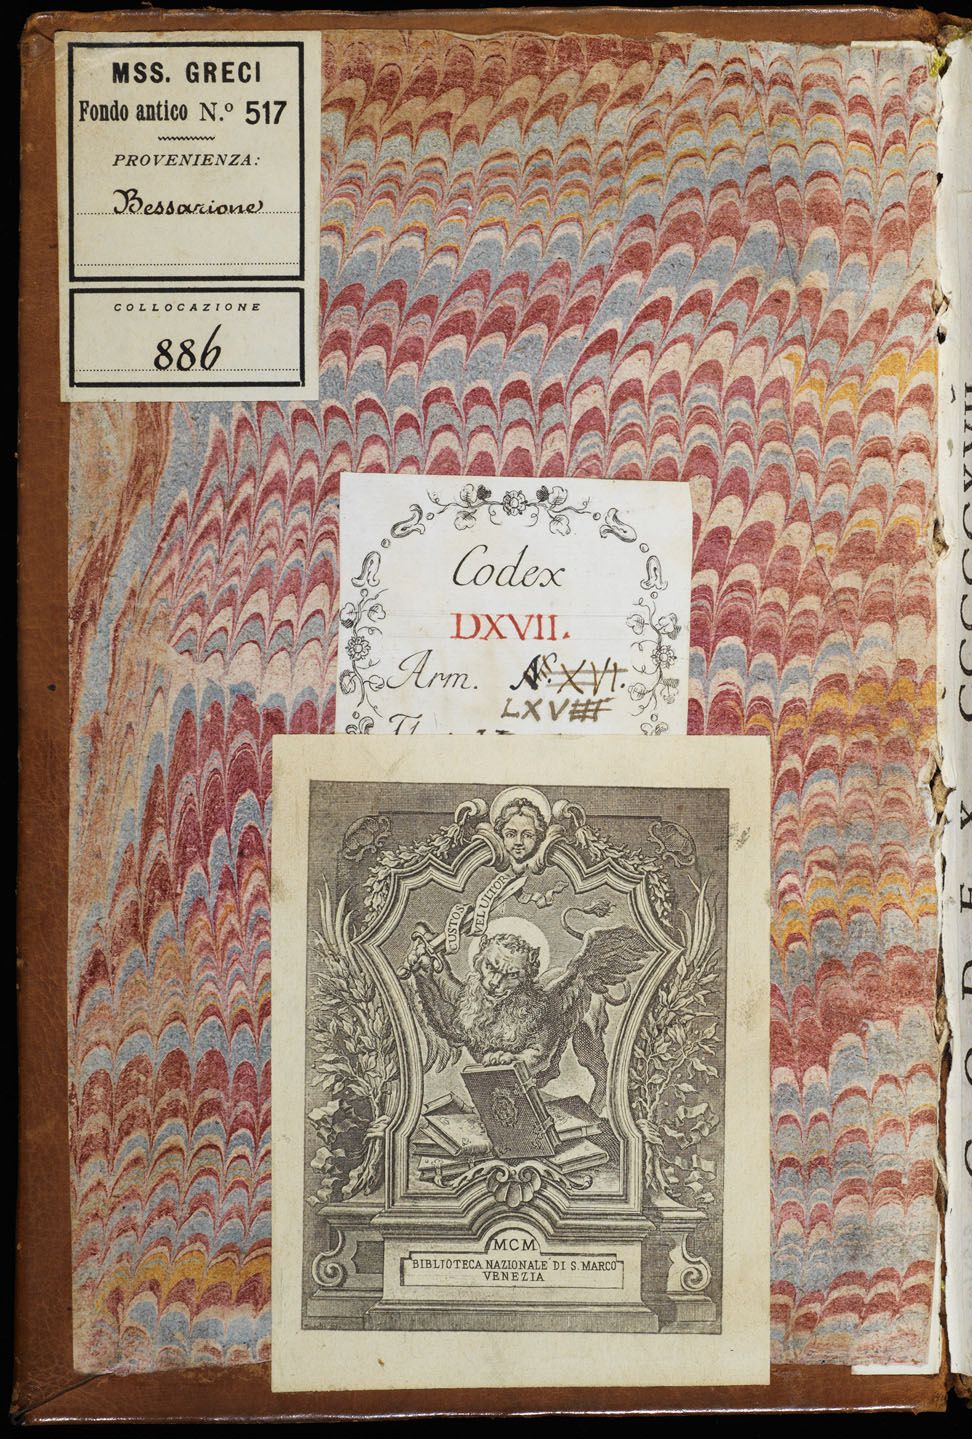 MSS. GRECI
Fondo antico N.º 517
PROVENIENZA:
Bessarione
COLLOCAZIONE
886
Codex
DXVII.
Arm. XVI.
LXV
CUSTOS
VEL ULTOR
MCM
BIBLIOTECA NAZIONALE DI S. MARCO
VENEZIA